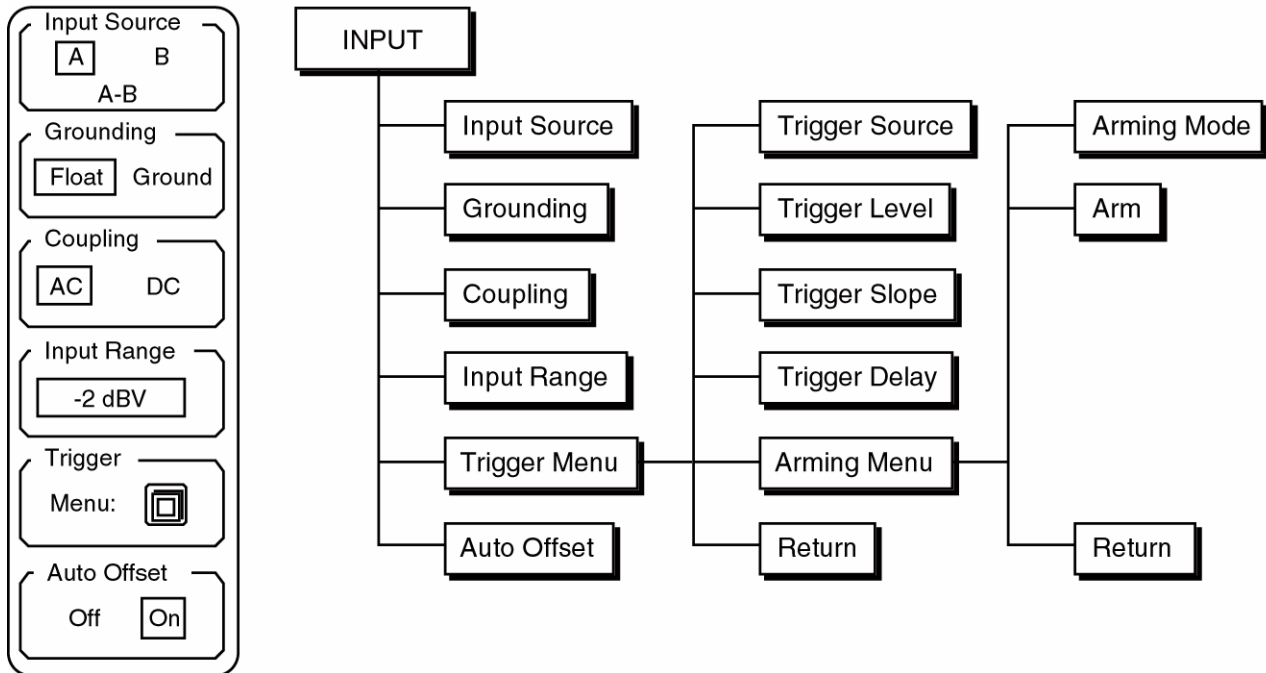 Input Source
A B
A-B
Grounding
Float Ground
Coupling
AC DC
Input Range
-2 dBV
Trigger
Menu:
Auto Offset
Off On
INPUT
Input Source
Grounding
Coupling
Input Range
Trigger Menu
Auto Offset
Trigger Source
Trigger Level
Trigger Slope
Trigger Delay
Arming Menu
Return
Arming Mode
Arm
Return